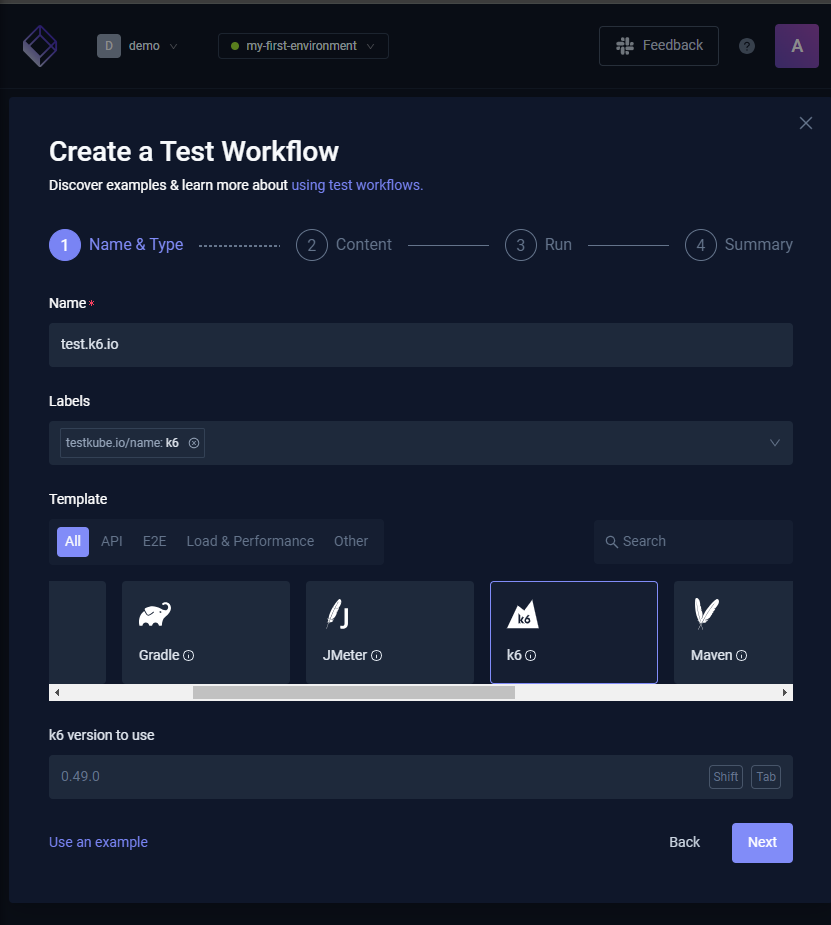 D demo my-first-environment Feedback ? A
Create a Test Workflow
Discover examples & learn more about using test workflows.
1 Name & Type 2 Content 3 Run 4 Summary
Name *
test.k6.io
Labels
testkube.io/name: k6
Template
All API E2E Load & Performance Other Search
J k6
Gradle JMeter k6 Maven
k6 version to use
0.49.0 Shift Tab
Use an example Back Next